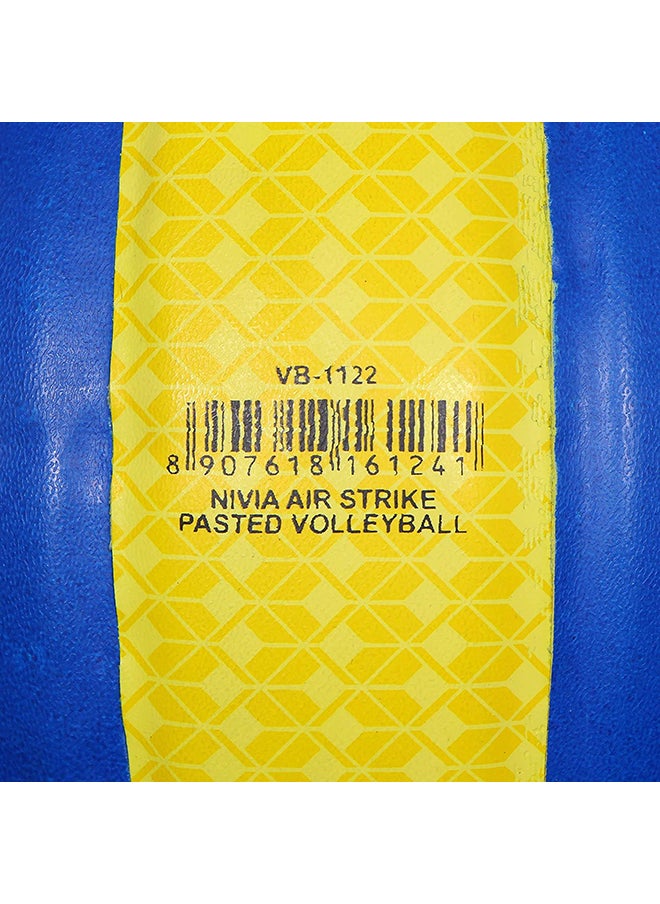 VB-1122
8 907618 161241
NIVIA AIR STRIKE
PASTED VOLLEYBALL